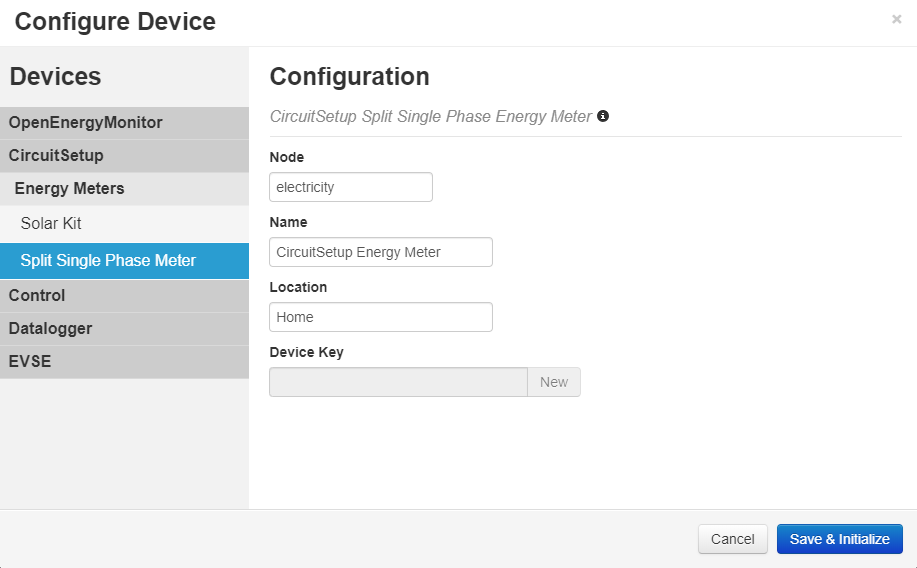 Configure Device
×
Devices
OpenEnergyMonitor
CircuitSetup
Energy Meters
Solar Kit
Split Single Phase Meter
Control
Datalogger
EVSE
Configuration
CircuitSetup Split Single Phase Energy Meter
Node
electricity
Name
CircuitSetup Energy Meter
Location
Home
Device Key
New
Cancel
Save & Initialize